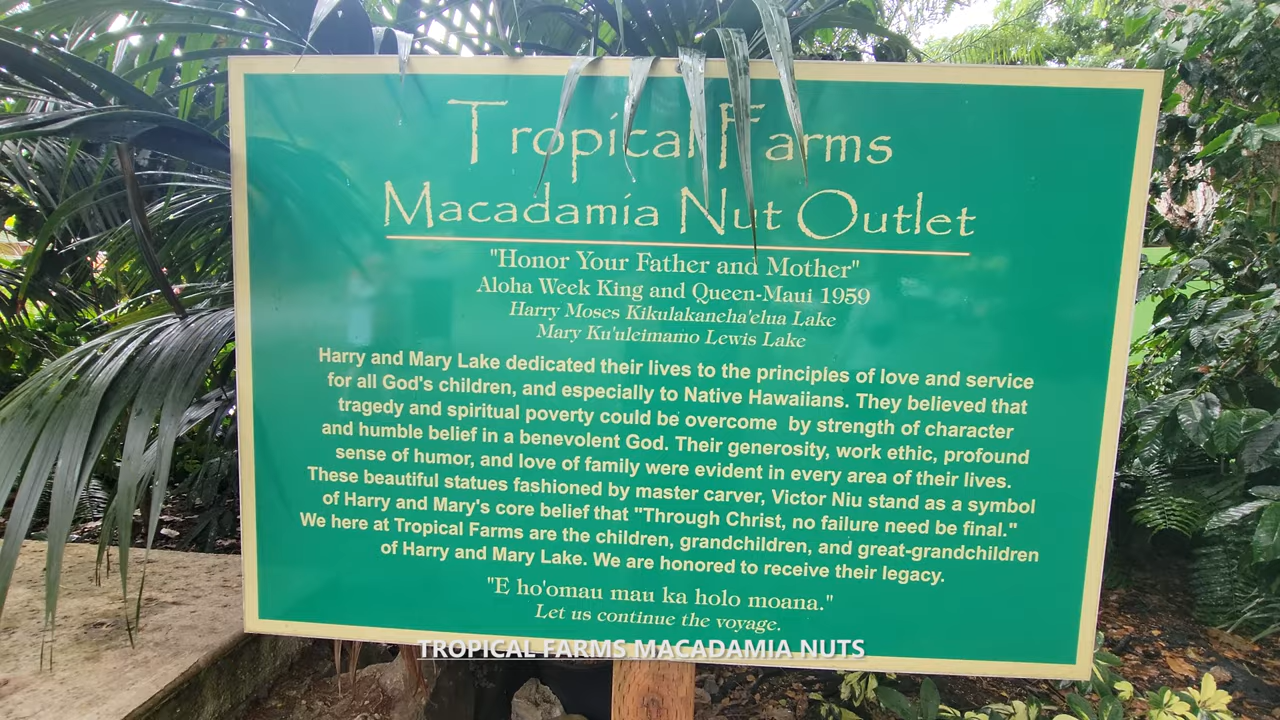 Tropical Farms
Macadamia Nut Outlet
"Honor Your Father and Mother"
Aloha Week King and Queen-Maui 1959
Harry Moses Kikulakaneha'elua Lake
Mary Ku'uleimamo Lewis Lake
Harry and Mary Lake dedicated their lives to the principles of love and service
for all God's children, and especially to Native Hawaiians. They believed that
tragedy and spiritual poverty could be overcome by strength of character
and humble belief in a benevolent God. Their generosity, work ethic, profound
sense of humor, and love of family were evident in every area of their lives.
These beautiful statues fashioned by master carver, Victor Niu stand as a symbol
of Harry and Mary's core belief that "Through Christ, no failure need be final."
We here at Tropical Farms are the children, grandchildren, and great-grandchildren
of Harry and Mary Lake. We are honored to receive their legacy.
"E ho'omau mau ka holo moana."
Let us continue the voyage.
TROPICAL FARMS MACADAMIA NUTS